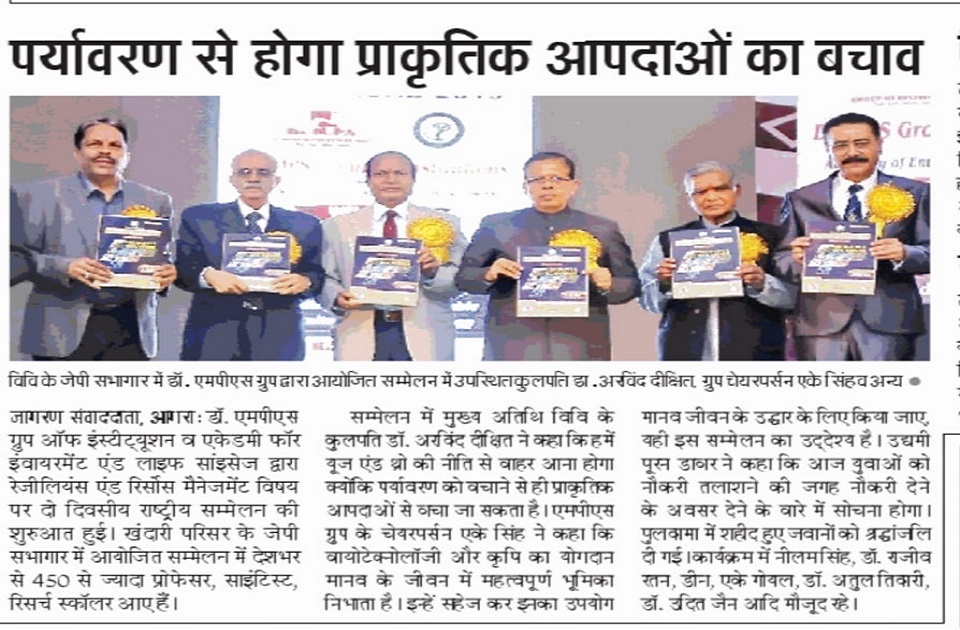 पर्यावरण से होगा प्राकृतिक आपदाओं का बचाव
विवि के जेपी सभागार में डॉ. एमपीएस ग्रुप द्वारा आयोजित सम्मेलन में उपस्थित कुलपति डा. अरविंद दीक्षित, ग्रुप चेयरपर्सन एके सिंह व अन्य ●
जागरण संवाददाता, आगरा: डॉ. एमपीएस
ग्रुप ऑफ इंस्टीट्यूशन व एकेडमी फॉर
इंवायरमेंट एंड लाइफ सांइसेज द्वारा
रेजीलियंस एंड रिर्सोस मैनेजमेंट विषय
पर दो दिवसीय राष्ट्रीय सम्मेलन की
शुरुआत हुई। खंदारी परिसर के जेपी
सभागार में आयोजित सम्मेलन में देशभर
से 450 से ज्यादा प्रोफेसर, साइंटिस्ट,
रिसर्च स्कॉलर आए हैं।
सम्मेलन में मुख्य अतिथि विवि के
कुलपति डॉ. अरविंद दीक्षित ने कहा कि हमें
यूज एंड थ्रो की नीति से बाहर आना होगा
क्योंकि पर्यावरण को बचाने से ही प्राकृतिक
आपदाओं से बचा जा सकता है। एमपीएस
ग्रुप के चेयरपर्सन एके सिंह ने कहा कि
बायोटेक्नोलॉजी और कृषि का योगदान
मानव के जीवन में महत्वपूर्ण भूमिका
निभाता है। इन्हें सहेज कर इनका उपयोग
मानव जीवन के उद्धार के लिए किया जाए,
यही इस सम्मेलन का उद्देश्य है। उद्यमी
पूरन डाबर ने कहा कि आज युवाओं को
नौकरी तलाशने की जगह नौकरी देने
के अवसर देने के बारे में सोचना होगा।
पुलवामा में शहीद हुए जवानों को श्रद्धांजलि
दी गई। कार्यक्रम में नीलम सिंह, डॉ. राजीव
रतन, डीन, एके गोयल, डॉ. अतुल तिवारी,
डॉ. उदित जैन आदि मौजूद रहे।